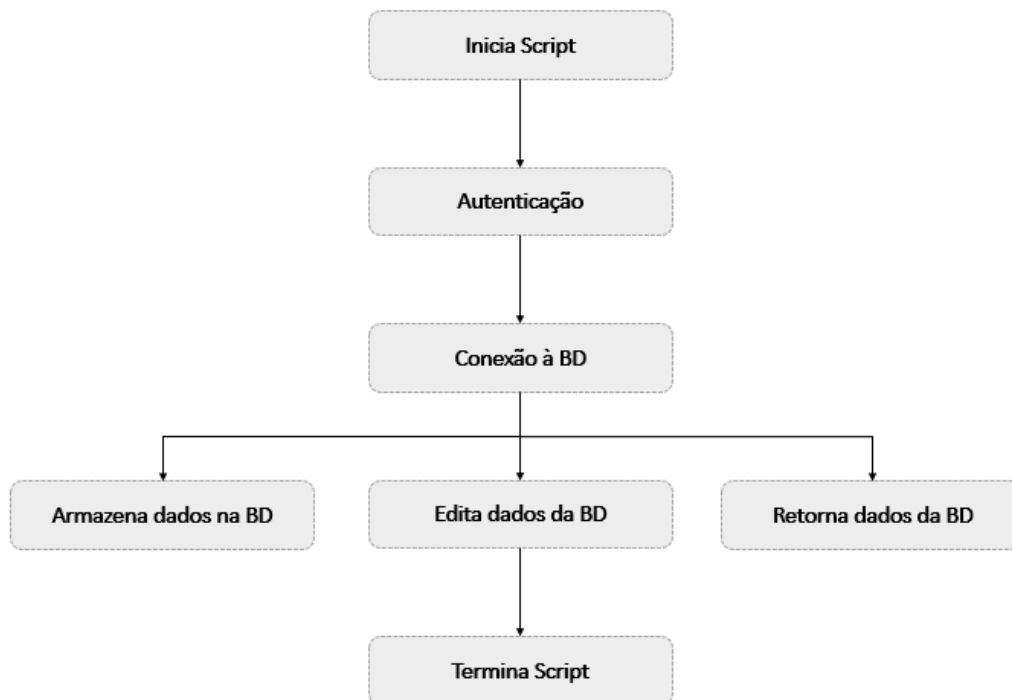 Inicia Script
Autenticação
Conexão à BD
Armazena dados na BD
Edita dados da BD
Retorna dados da BD
Termina Script